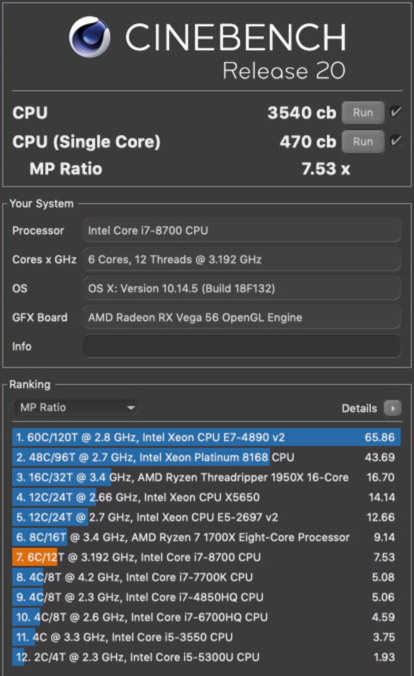 CINEBENCH
Release 20
CPU 3540 cb Run
CPU (Single Core) 470 cb Run
MP Ratio 7.53 x
Your System
Processor Intel Core i7-8700 CPU
Cores x GHz 6 Cores, 12 Threads @ 3.192 GHz
OS OS X: Version 10.14.5 (Build 18F132)
GFX Board AMD Radeon RX Vega 56 OpenGL Engine
Info
Ranking
MP Ratio Details
1. 60C/120T @ 2.8 GHz, Intel Xeon CPU E7-4890 v2 65.86
2. 48C/96T @ 2.7 GHz, Intel Xeon Platinum 8168 CPU 43.69
3. 16C/32T @ 3.4 GHz, AMD Ryzen Threadripper 1950X 16-Core 16.70
4. 12C/24T @ 2.66 GHz, Intel Xeon CPU X5650 14.14
5. 12C/24T @ 2.7 GHz, Intel Xeon CPU E5-2697 v2 12.66
6. 8C/16T @ 3.4 GHz, AMD Ryzen 7 1700X Eight-Core Processor 9.14
7. 6C/12T @ 3.192 GHz, Intel Core i7-8700 CPU 7.53
8. 4C/8T @ 4.2 GHz, Intel Core i7-7700K CPU 5.08
9. 4C/8T @ 2.3 GHz, Intel Core i7-4850HQ CPU 5.06
10. 4C/8T @ 2.6 GHz, Intel Core i7-6700HQ CPU 4.59
11. 4C @ 3.3 GHz, Intel Core i5-3550 CPU 3.75
12. 2C/4T @ 2.3 GHz, Intel Core i5-5300U CPU 1.93